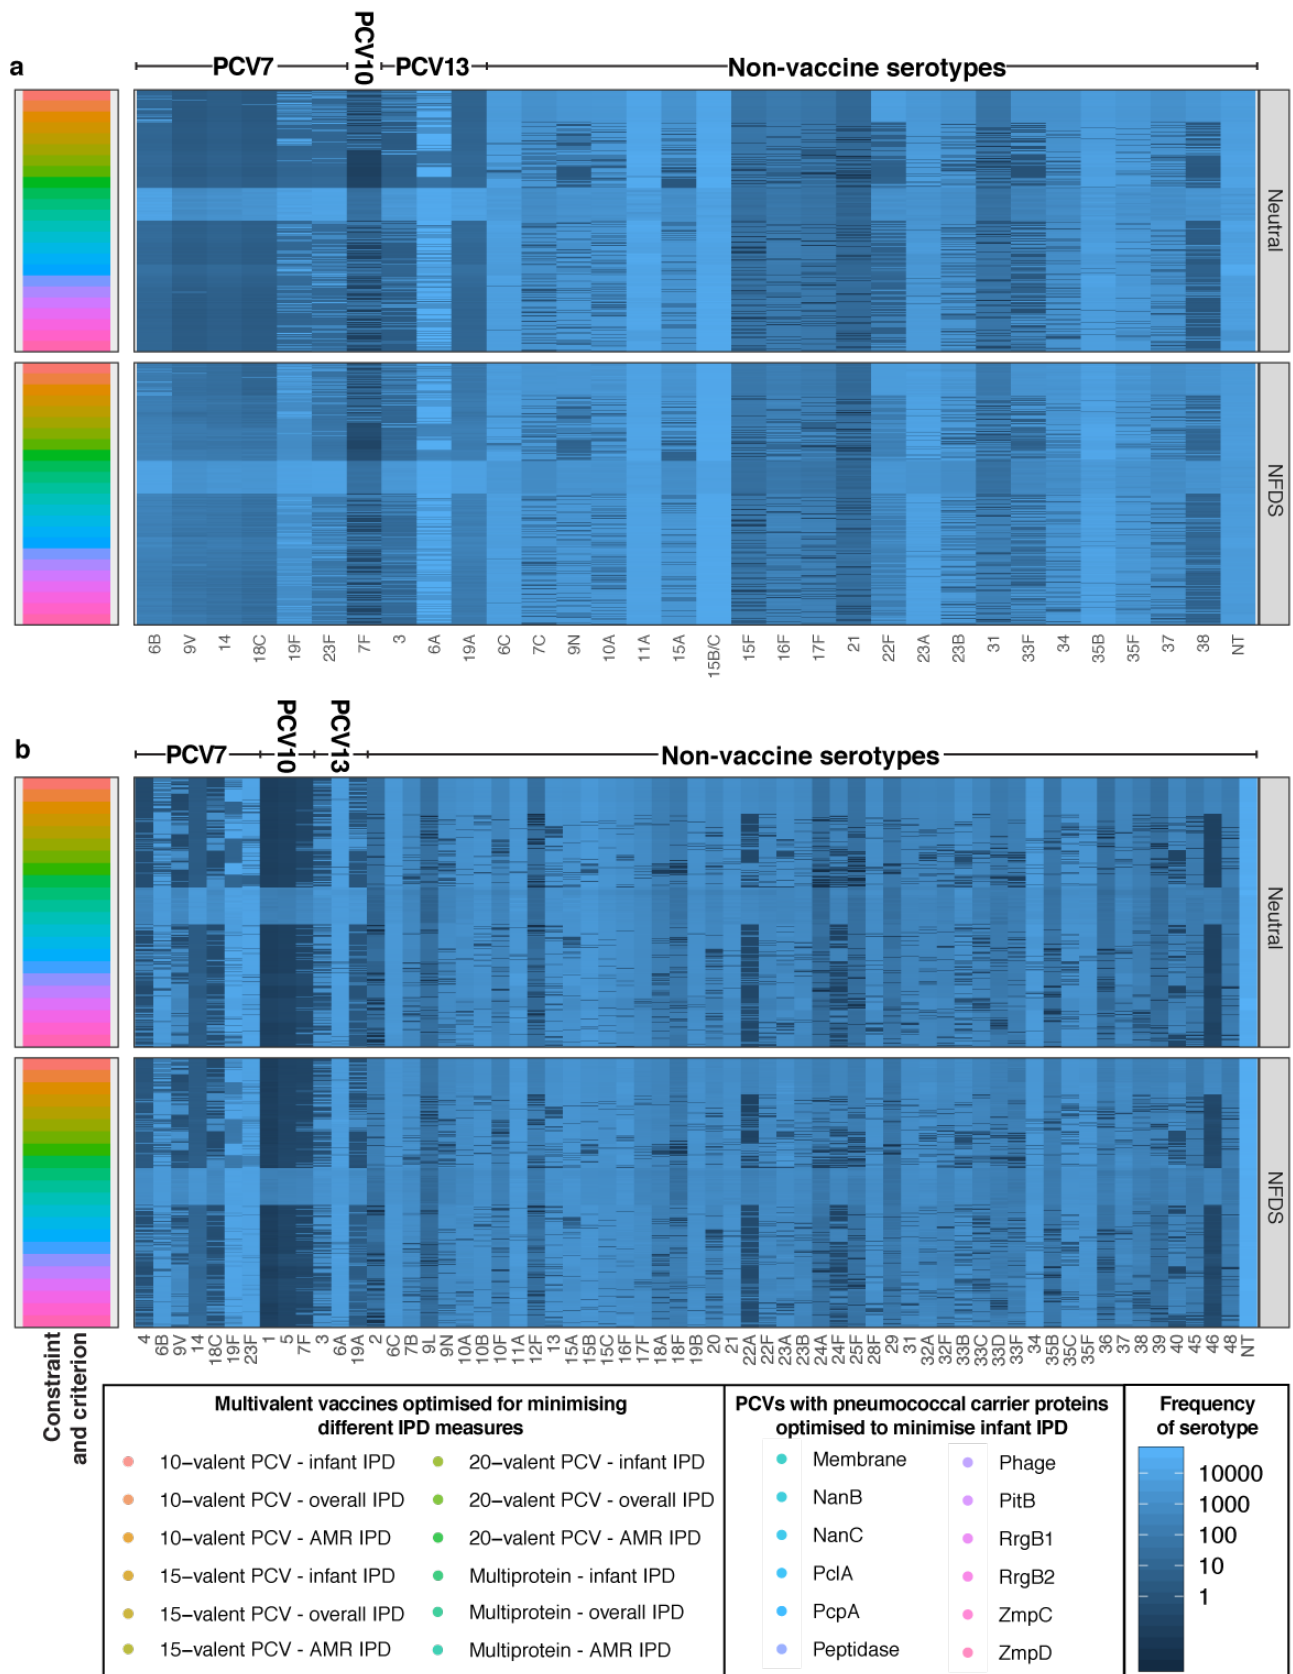 a
PCV7
PCV10
PCV13
Non-vaccine serotypes
Neutral
NFDS
6B 9V 14 18C 19F 23F 7F 3 6A 19A 6C 7C 9N 10A 11A 15A 15B/C 15F 16F 17F 21 22F 23A 23B 31 33F 34 35B 35F 37 38 NT
b
PCV7
PCV10
PCV13
Non-vaccine serotypes
Neutral
NFDS
4 6B 9V 14 18C 19F 23F 1 5 7F 3 6A 19A 2 6C 7B 9L 9N 10A 10B 10F 11A 12F 13 15A 15B 15C 16F 17F 18A 18F 19B 20 21 22A 22F 23A 23B 24A 24F 25F 28F 29 31 32A 32F 33B 33C 33D 33F 34 35B 35C 35F 36 37 38 39 40 45 46 48 NT
Constraint
and criterion
Multivalent vaccines optimised for minimising
different IPD measures
10−valent PCV - infant IPD
10−valent PCV - overall IPD
10−valent PCV - AMR IPD
15−valent PCV - infant IPD
15−valent PCV - overall IPD
15−valent PCV - AMR IPD
20−valent PCV - infant IPD
20−valent PCV - overall IPD
20−valent PCV - AMR IPD
Multiprotein - infant IPD
Multiprotein - overall IPD
Multiprotein - AMR IPD
PCVs with pneumococcal carrier proteins
optimised to minimise infant IPD
Membrane
NanB
NanC
PclA
PcpA
Peptidase
Phage
PitB
RrgB1
RrgB2
ZmpC
ZmpD
Frequency
of serotype
10000
1000
100
10
1